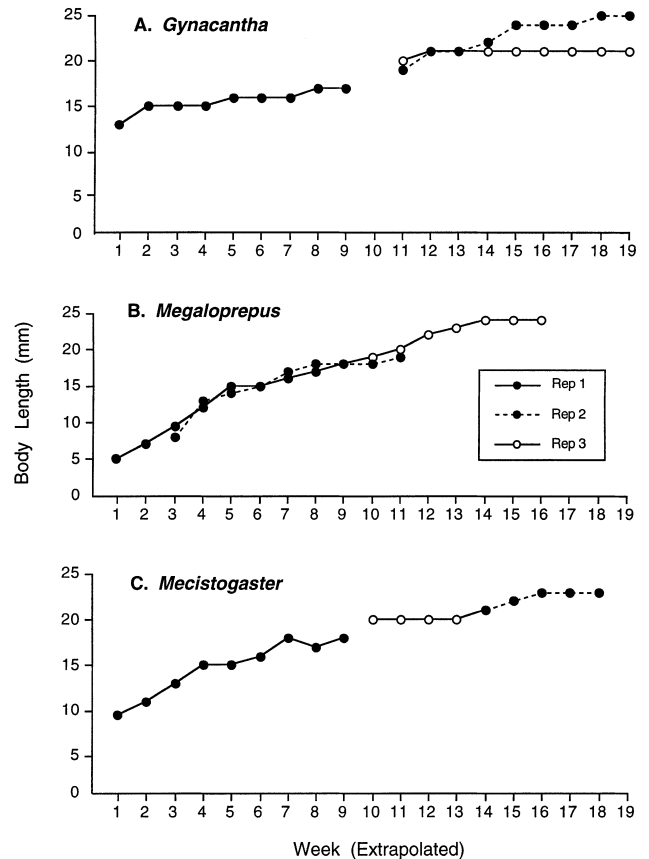 A. Gynacantha
25
20
15
10
5
0
1 2 3 4 5 6 7 8 9 10 11 12 13 14 15 16 17 18 19
B. Megaloprepus
25
20
15
10
5
0
Rep 1
Rep 2
Rep 3
1 2 3 4 5 6 7 8 9 10 11 12 13 14 15 16 17 18 19
Body Length (mm)
C. Mecistogaster
25
20
15
10
5
0
1 2 3 4 5 6 7 8 9 10 11 12 13 14 15 16 17 18 19
Week (Extrapolated)